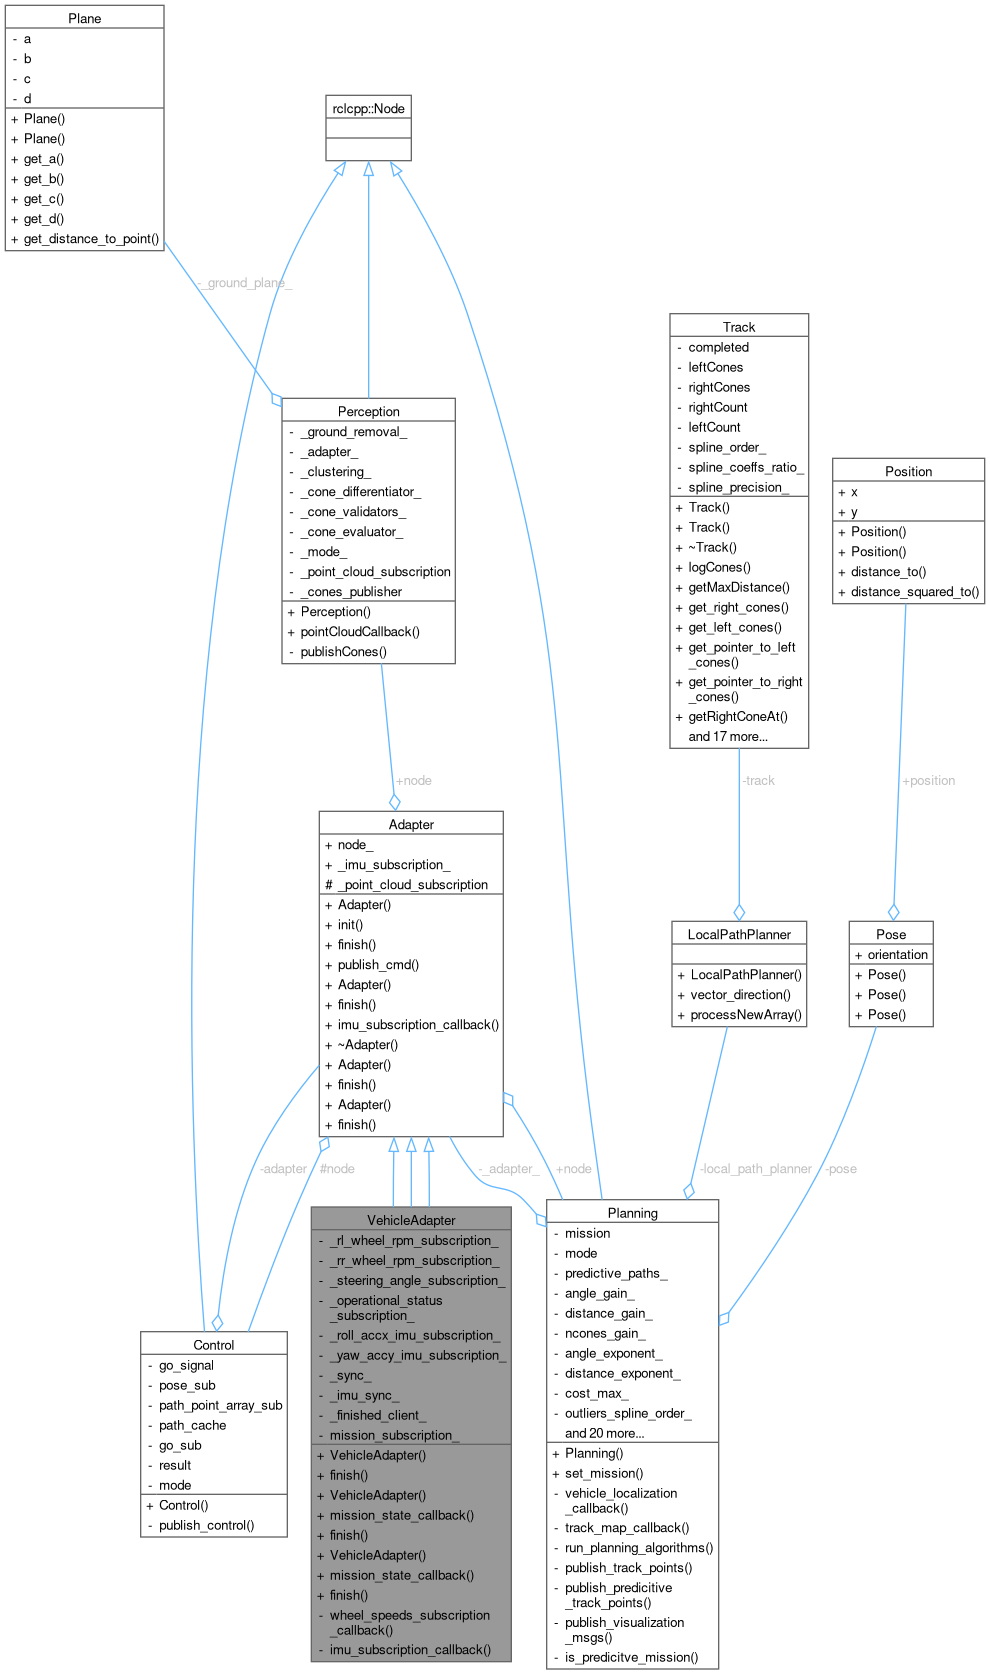 Plane
- a
- b
- c
- d
+ Plane()
+ Plane()
+ get_a()
+ get_b()
+ get_c()
+ get_d()
+ get_distance_to_point()
rclcpp::Node
-_ground_plane_
Perception
- _ground_removal_
- _adapter_
- _clustering_
- _cone_differentiator_
- _cone_validators_
- _cone_evaluator_
- _mode_
- _point_cloud_subscription
- _cones_publisher
+ Perception()
+ pointCloudCallback()
- publishCones()
Track
- completed
- leftCones
- rightCones
- rightCount
- leftCount
- spline_order_
- spline_coeffs_ratio_
- spline_precision_
+ Track()
+ Track()
+ ~Track()
+ logCones()
+ getMaxDistance()
+ get_right_cones()
+ get_left_cones()
+ get_pointer_to_left
_cones()
+ get_pointer_to_right
_cones()
+ getRightConeAt()
and 17 more...
Position
+ x
+ y
+ Position()
+ Position()
+ distance_to()
+ distance_squared_to()
+node
-track
+position
Adapter
+ node_
+ _imu_subscription_
# _point_cloud_subscription
+ Adapter()
+ init()
+ finish()
+ publish_cmd()
+ Adapter()
+ finish()
+ imu_subscription_callback()
+ ~Adapter()
+ Adapter()
+ finish()
+ Adapter()
+ finish()
LocalPathPlanner
+ LocalPathPlanner()
+ vector_direction()
+ processNewArray()
Pose
+ orientation
+ Pose()
+ Pose()
+ Pose()
-adapter
#node
-_adapter_
+node
-local_path_planner
-pose
Control
- go_signal
- pose_sub
- path_point_array_sub
- path_cache
- go_sub
- result
- mode
+ Control()
- publish_control()
VehicleAdapter
- _rl_wheel_rpm_subscription_
- _rr_wheel_rpm_subscription_
- _steering_angle_subscription_
- _operational_status
_subscription_
- _roll_accx_imu_subscription_
- _yaw_accy_imu_subscription_
- _sync_
- _imu_sync_
- _finished_client_
- mission_subscription_
+ VehicleAdapter()
+ finish()
+ VehicleAdapter()
+ mission_state_callback()
+ finish()
+ VehicleAdapter()
+ mission_state_callback()
+ finish()
- wheel_speeds_subscription
_callback()
- imu_subscription_callback()
Planning
- mission
- mode
- predictive_paths_
- angle_gain_
- distance_gain_
- ncones_gain_
- angle_exponent_
- distance_exponent_
- cost_max_
- outliers_spline_order_
and 20 more...
+ Planning()
+ set_mission()
- vehicle_localization
_callback()
- track_map_callback()
- run_planning_algorithms()
- publish_track_points()
- publish_predicitive
_track_points()
- publish_visualization
_msgs()
- is_predicitve_mission()